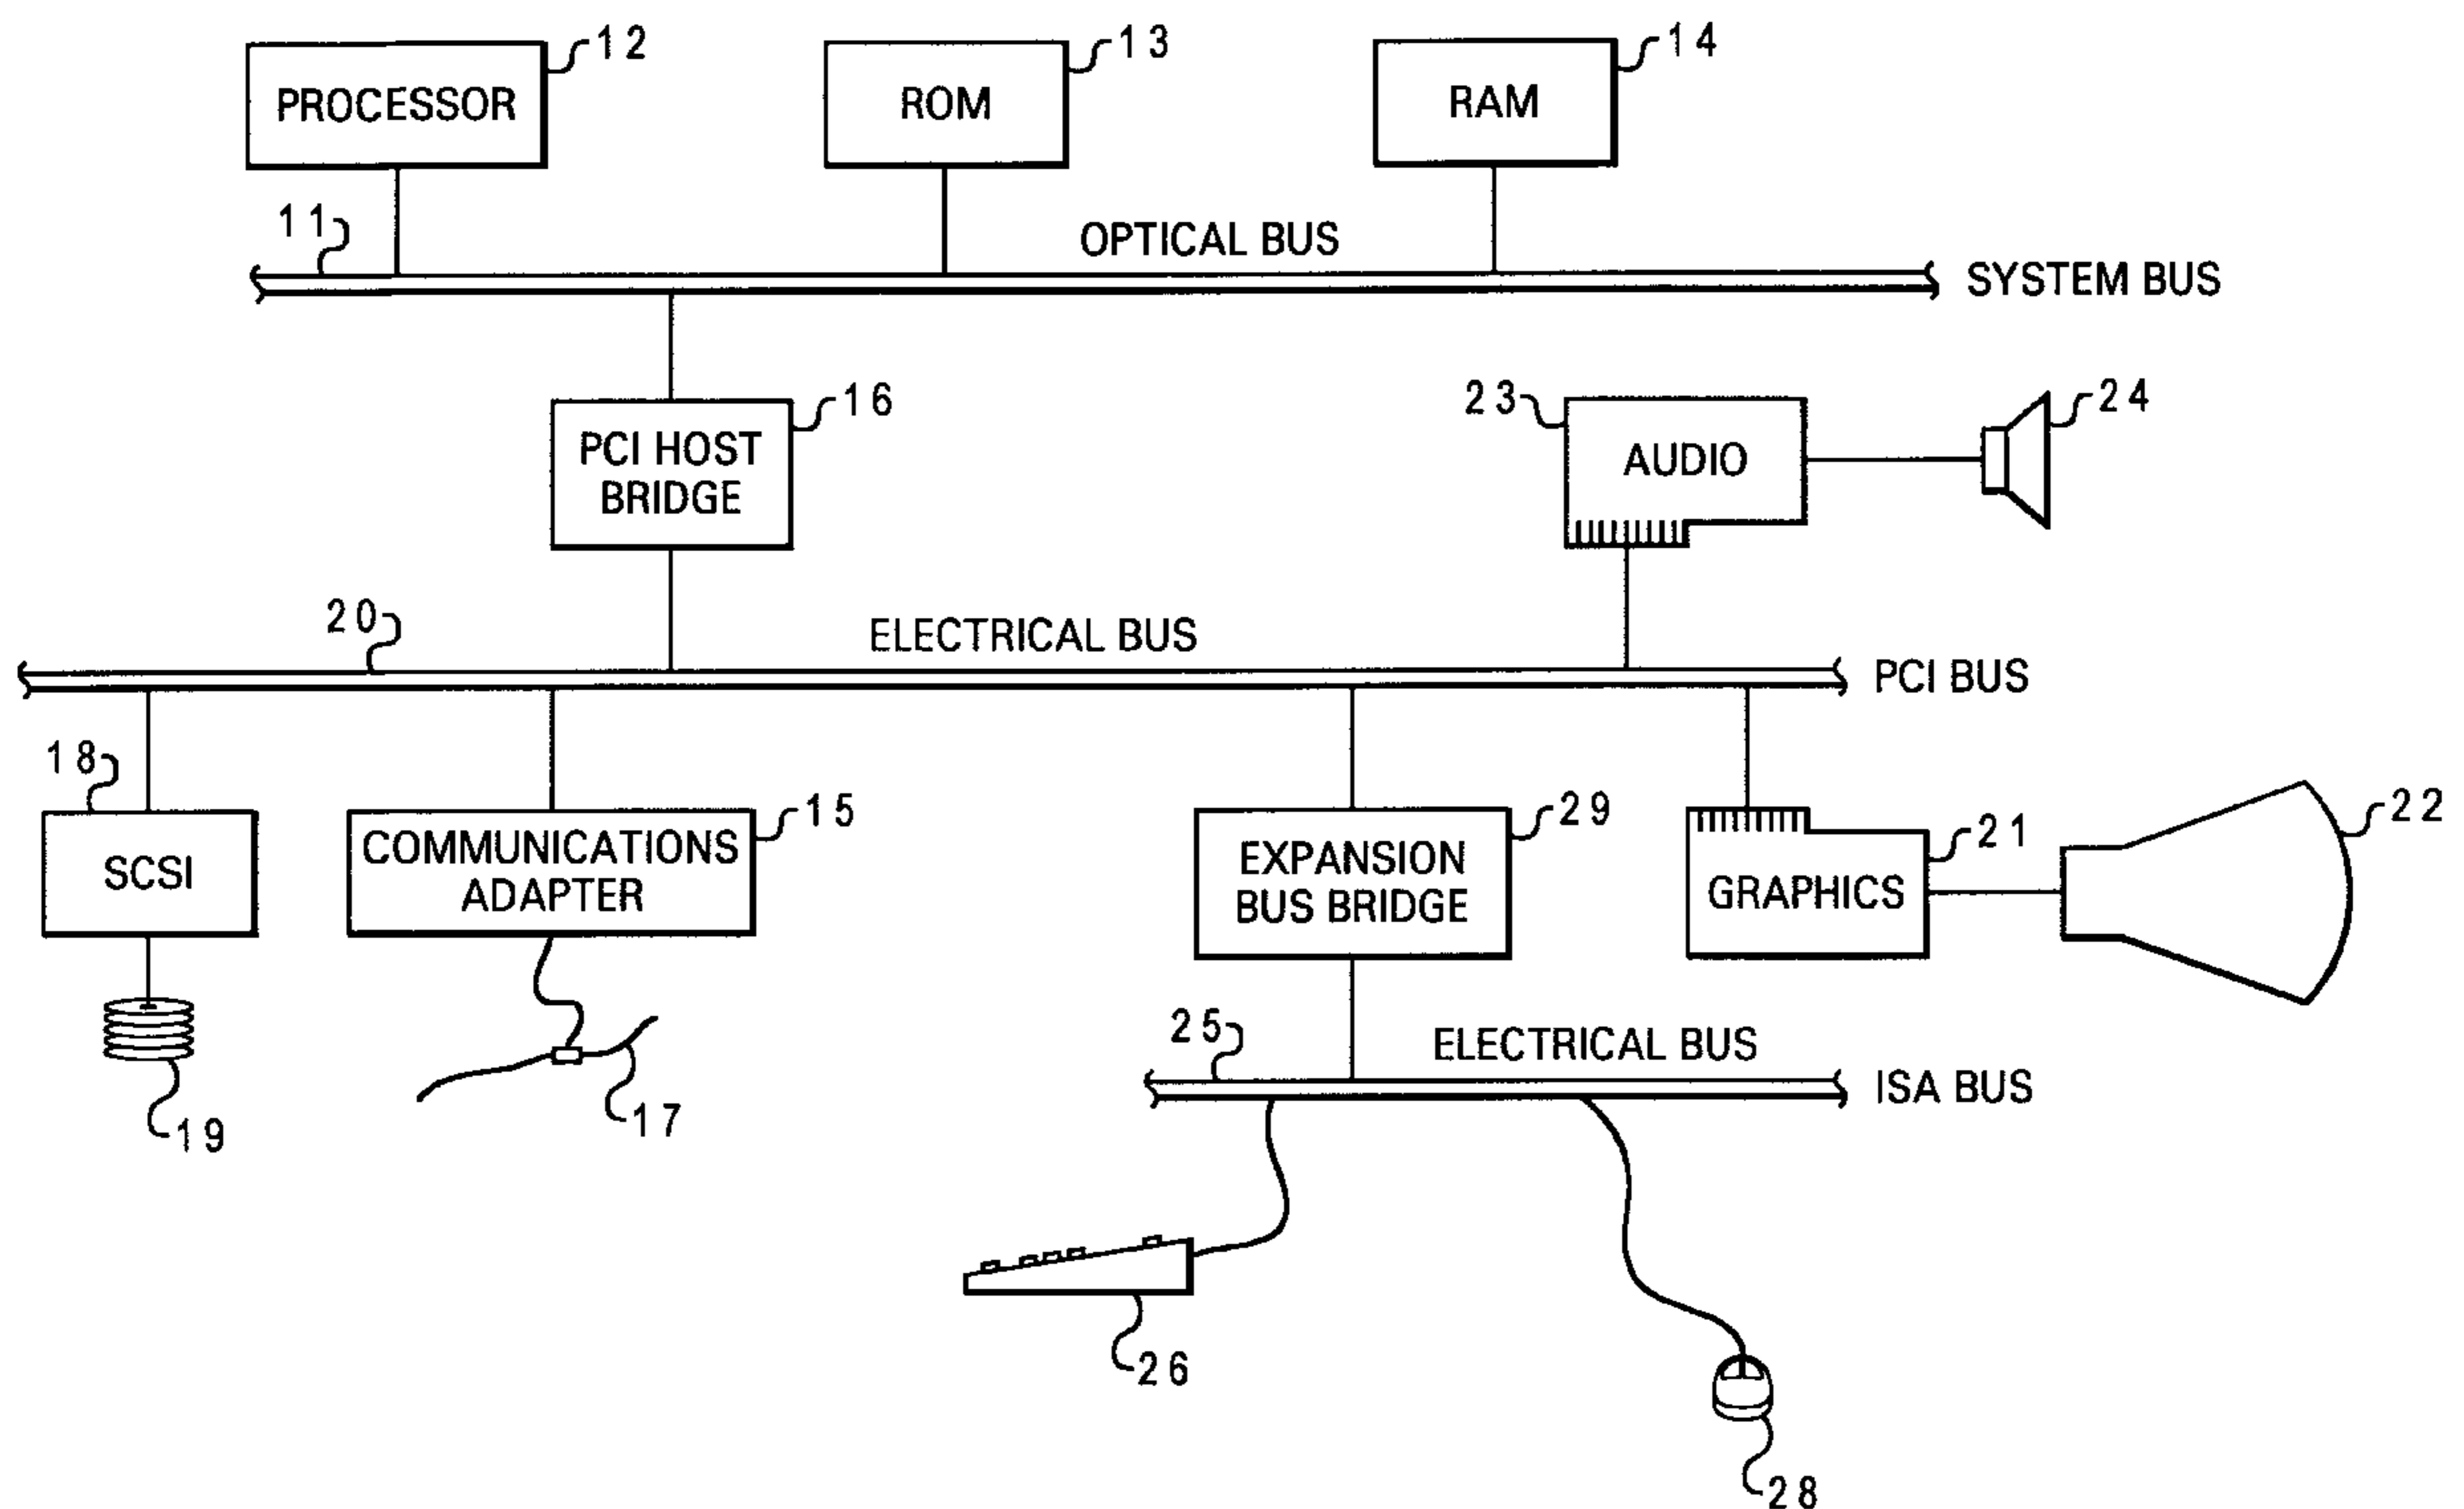 12
13
14
PROCESSOR
ROM
RAM
11
OPTICAL BUS
SYSTEM BUS
16
23
24
PCI HOST
BRIDGE
AUDIO
20
ELECTRICAL BUS
PCI BUS
18
15
29
21
22
SCSI
COMMUNICATIONS
ADAPTER
EXPANSION
BUS BRIDGE
GRAPHICS
25
ELECTRICAL BUS
ISA BUS
19
17
26
28